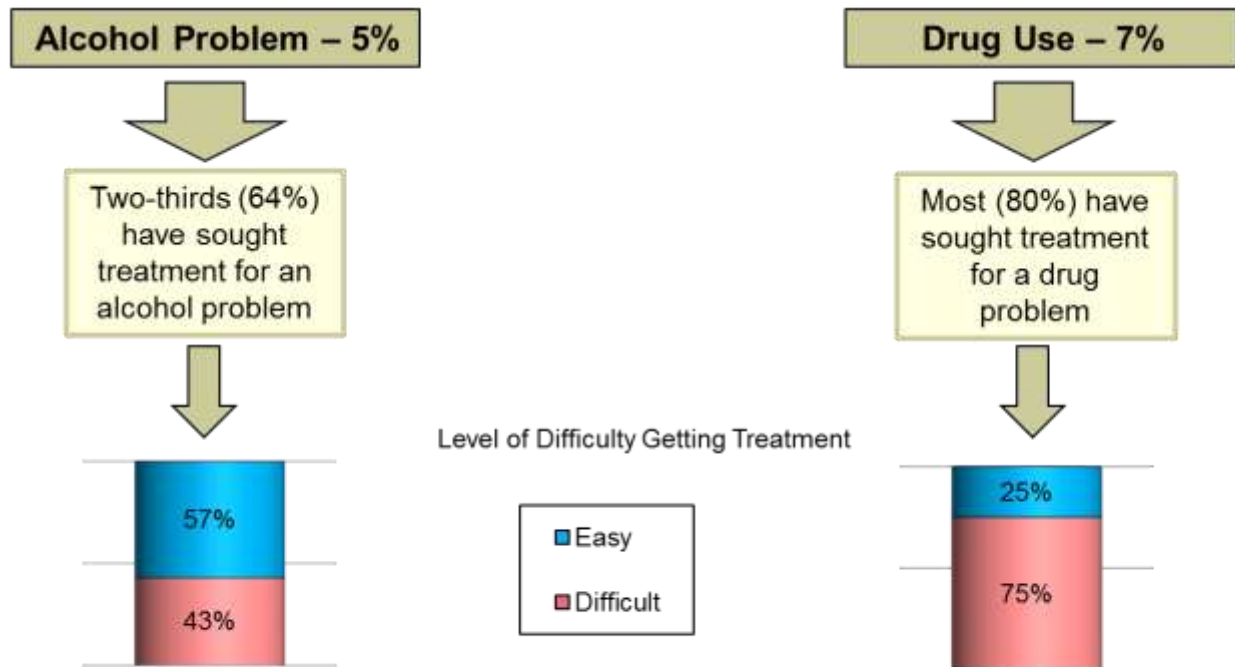 Alcohol Problem – 5%
Two-thirds (64%)
have sought
treatment for an
alcohol problem
57%
43%
Level of Difficulty Getting Treatment
Easy
Difficult
Drug Use – 7%
Most (80%) have
sought treatment
for a drug
problem
25%
75%